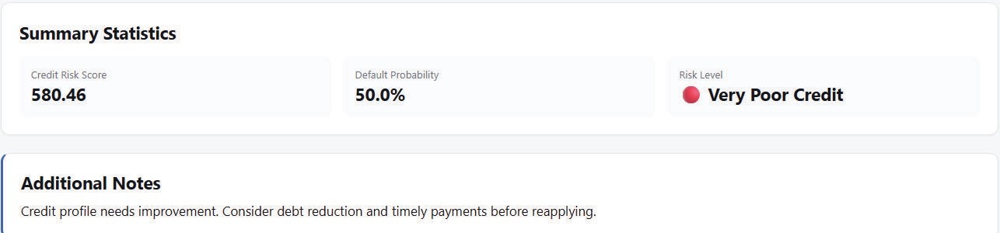 Summary Statistics
Credit Risk Score
580.46
Default Probability
50.0%
Risk Level
Very Poor Credit
Additional Notes
Credit profile needs improvement. Consider debt reduction and timely payments before reapplying.